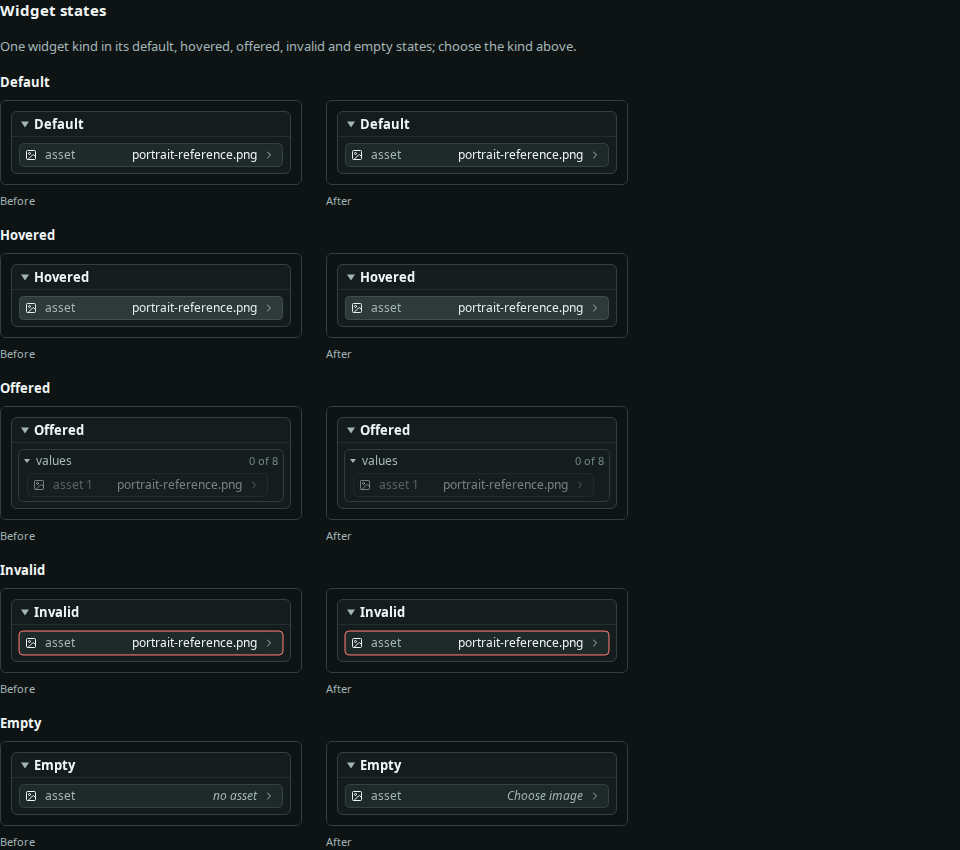 Widget states
One widget kind in its default, hovered, offered, invalid and empty states; choose the kind above.
Default
Default
asset portrait-reference.png
Before
Default
asset portrait-reference.png
After
Hovered
Hovered
asset portrait-reference.png
Before
Hovered
asset portrait-reference.png
After
Offered
Offered
values 0 of 8
asset 1 portrait-reference.png
Before
Offered
values 0 of 8
asset 1 portrait-reference.png
After
Invalid
Invalid
asset portrait-reference.png
Before
Invalid
asset portrait-reference.png
After
Empty
Empty
asset no asset
Before
Empty
asset Choose image
After